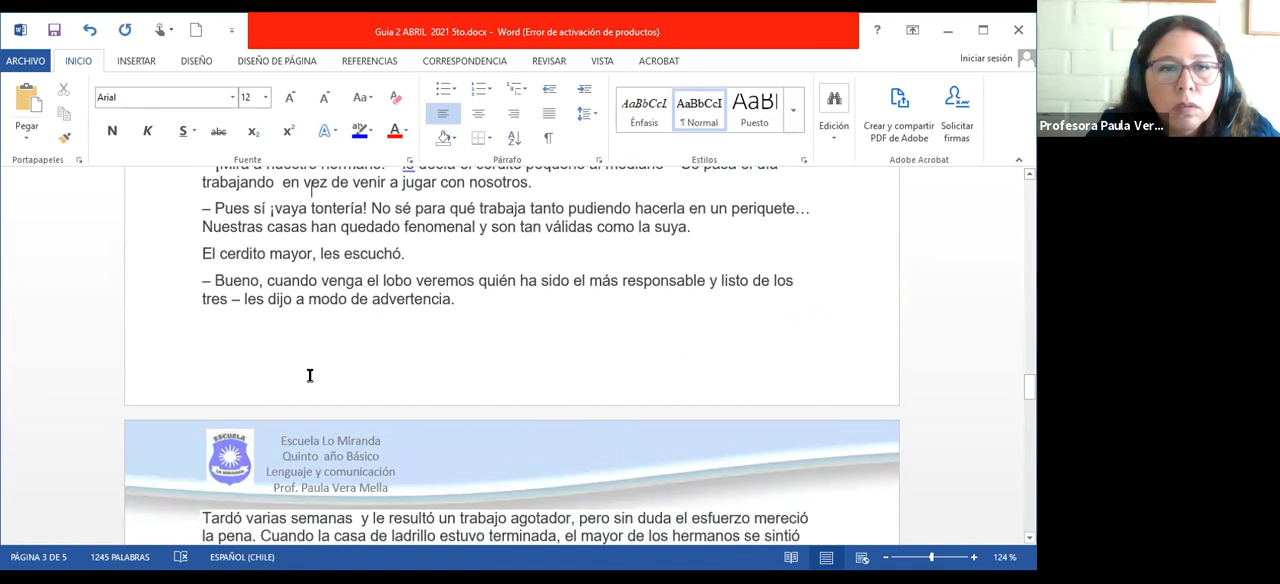 Guia 2 ABRIL 2021 5to.docx - Word (Error de activación de productos)
ARCHIVO INICIO INSERTAR DISEÑO DISEÑO DE PÁGINA REFERENCIAS CORRESPONDENCIA REVISAR VISTA ACROBAT
Iniciar sesión
Profesora Paula Ver...
Pegar
Arial 12
Aa
N K S abc x₂ x² A A
AaBbCcL AaBbCcI AaBl
Énfasis ¶ Normal Puesto
Edición
Crear y compartir PDF de Adobe
Solicitar firmas
Portapapeles Fuente Párrafo Estilos Adobe Acrobat
trabajando en vez de venir a jugar con nosotros.
– Pues sí ¡vaya tontería! No sé para qué trabaja tanto pudiendo hacerla en un periquete…
Nuestras casas han quedado fenomenal y son tan válidas como la suya.
El cerdito mayor, les escuchó.
– Bueno, cuando venga el lobo veremos quién ha sido el más responsable y listo de los
tres – les dijo a modo de advertencia.
ESCUELA
LO MIRANDA
Escuela Lo Miranda
Quinto año Básico
Lenguaje y comunicación
Prof. Paula Vera Mella
Tardó varias semanas y le resultó un trabajo agotador, pero sin duda el esfuerzo mereció
la pena. Cuando la casa de ladrillo estuvo terminada, el mayor de los hermanos se sintió
PÁGINA 3 DE 5 1245 PALABRAS ESPAÑOL (CHILE) 124 %